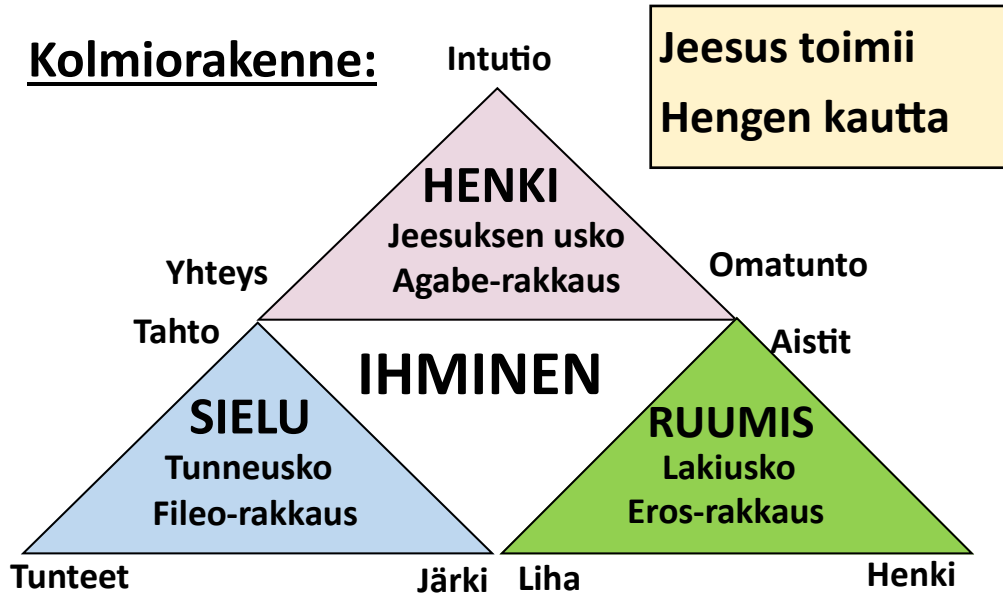 Kolmiorakenne:
Intutio
Jeesus toimii
Hengen kautta
HENKI
Jeesuksen usko
Agabe-rakkaus
Yhteys
Omatunto
Tahto
Aistit
IHMINEN
SIELU
Tunneusko
Fileo-rakkaus
RUUMIS
Lakiusko
Eros-rakkaus
Tunteet
Järki
Liha
Henki